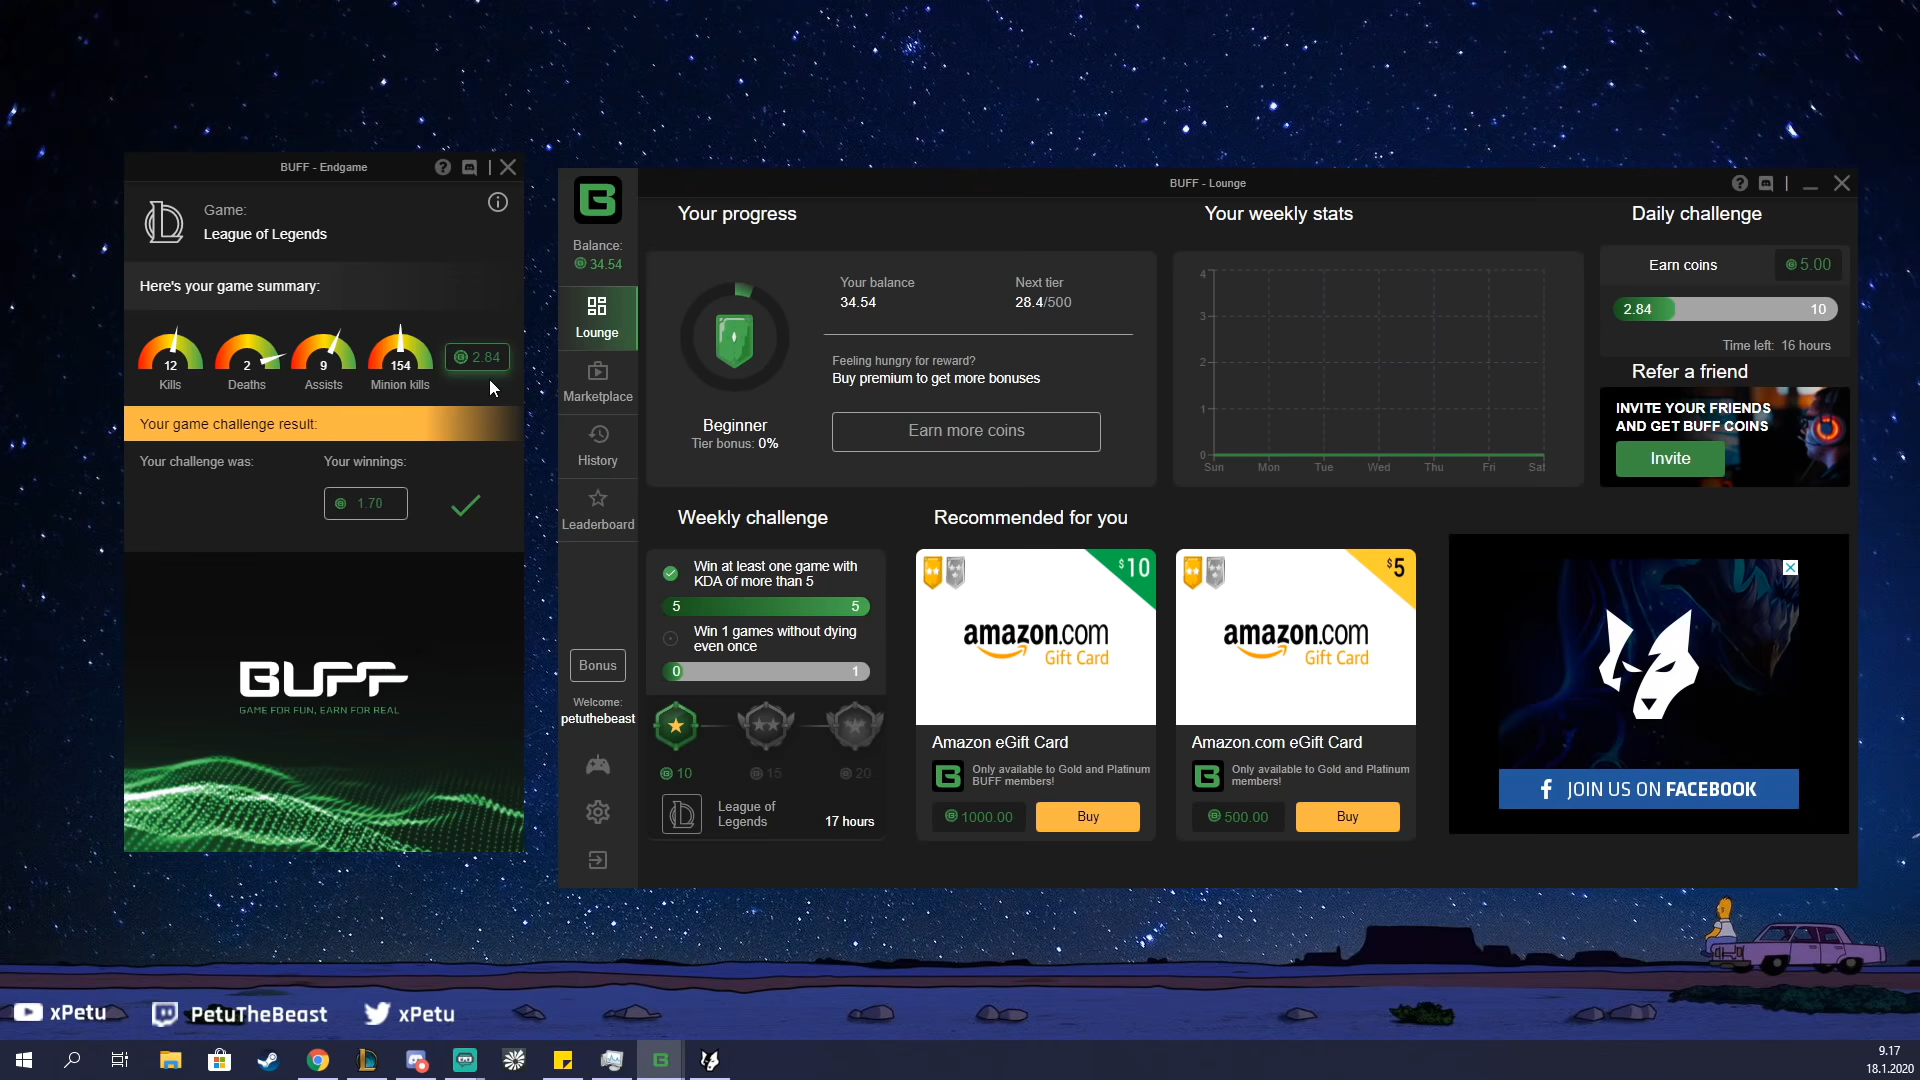 BUFF - Endgame
Game:
League of Legends
Here's your game summary:
12
2
9
154
2.84
Kills
Deaths
Assists
Minion kills
Your game challenge result:
Your challenge was:
Your winnings:
1.70
BUFF
GAME FOR FUN, EARN FOR REAL
BUFF - Lounge
Balance:
34.54
Lounge
Marketplace
History
Leaderboard
Bonus
Welcome:
petuthebeast
Your progress
Your balance
34.54
Next tier
28.4/500
Feeling hungry for reward?
Buy premium to get more bonuses
Beginner
Tier bonus: 0%
Earn more coins
Your weekly stats
4
3
2
1
0
Sun
Mon
Tue
Wed
Thu
Fri
Sat
Daily challenge
Earn coins
5.00
2.84
10
Time left: 16 hours
Refer a friend
INVITE YOUR FRIENDS
AND GET BUFF COINS
Invite
Weekly challenge
Win at least one game with
KDA of more than 5
5
5
Win 1 games without dying
even once
0
1
10
15
20
League of
Legends
17 hours
Recommended for you
$10
amazon.com
Gift Card
Amazon eGift Card
Only available to Gold and Platinum
BUFF members!
1000.00
Buy
$5
amazon.com
Gift Card
Amazon.com eGift Card
Only available to Gold and Platinum
BUFF members!
500.00
Buy
JOIN US ON FACEBOOK
xPetu
PetuTheBeast
xPetu
9.17
18.1.2020